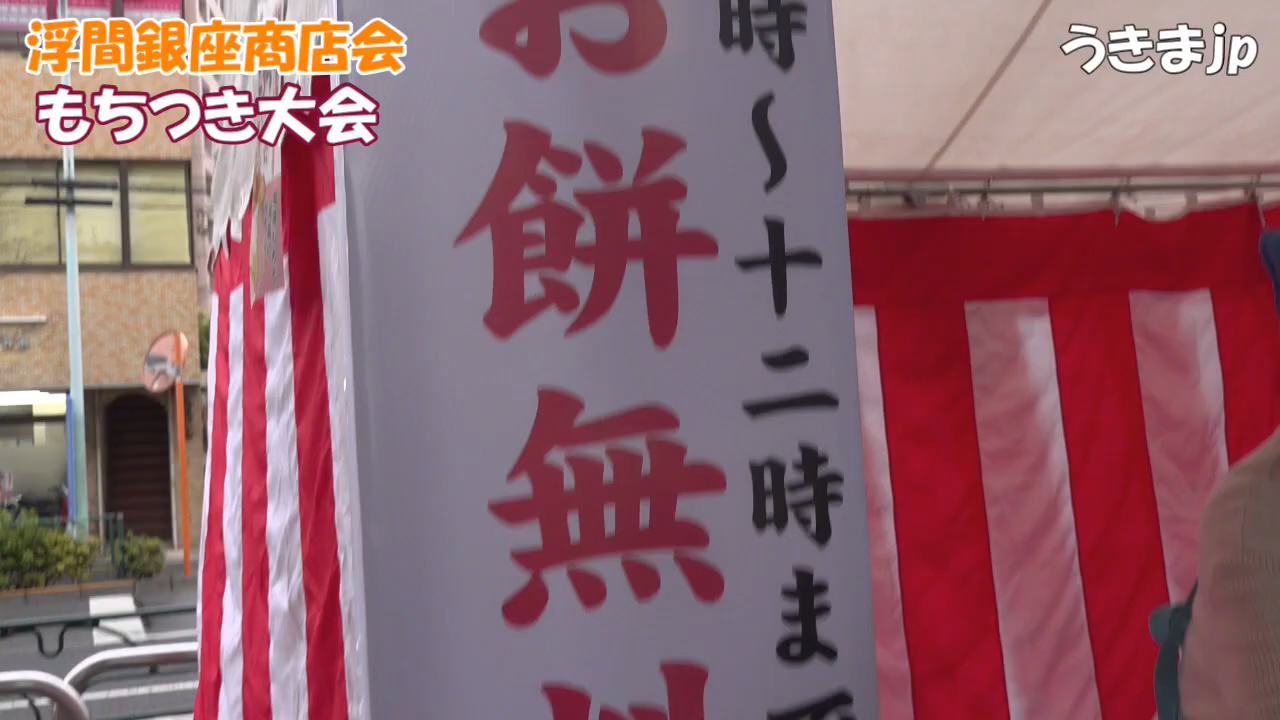 浮間銀座商店会
もちつき大会
うきまjp
時～十二時まで
お餅無料